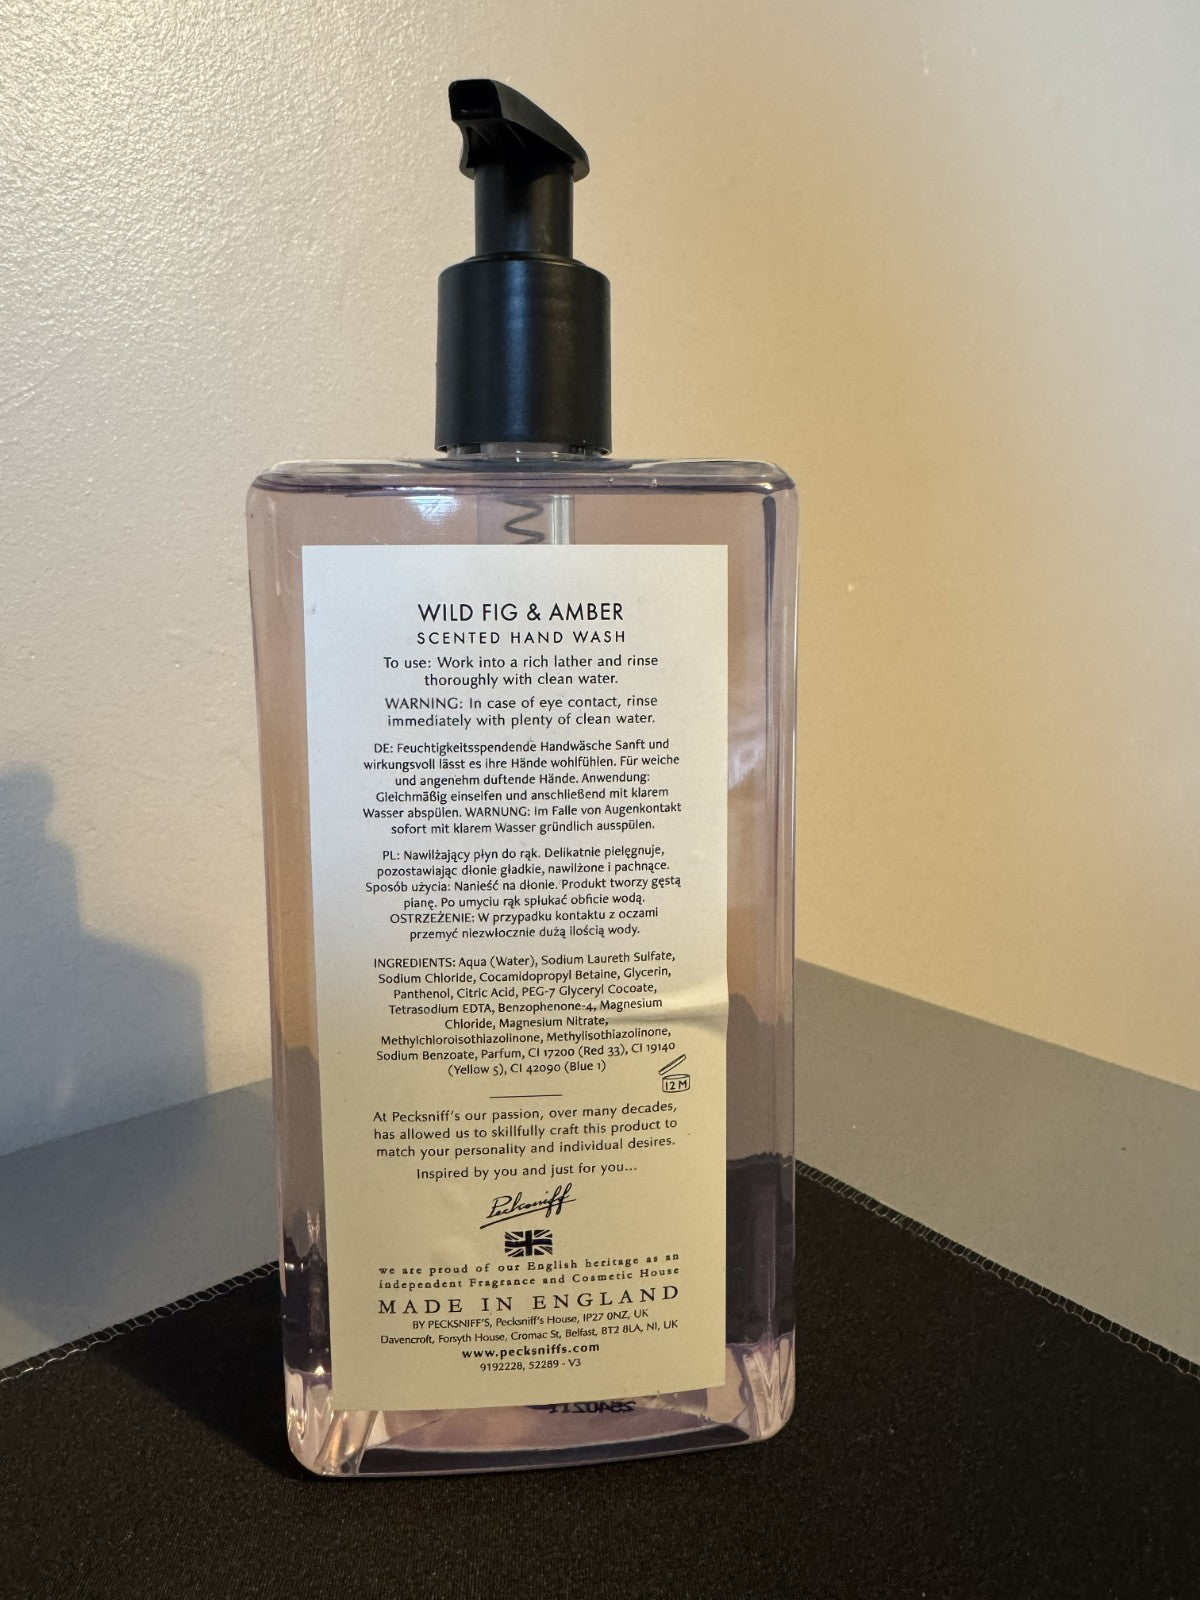 WILD FIG & AMBER
SCENTED HAND WASH
To use: Work into a rich lather and rinse
thoroughly with clean water.
WARNING: In case of eye contact, rinse
immediately with plenty of clean water.
DE: Feuchtigkeitsspendende Handwäsche Sanft und
wirkungsvoll lässt es ihre Hände wohlfühlen. Für weiche
und angenehm duftende Hände. Anwendung:
Gleichmäßig einseifen und anschließend mit klarem
Wasser abspülen. WARNUNG: Im Falle von Augenkontakt
sofort mit klarem Wasser gründlich ausspülen.
PL: Nawilżający płyn do rąk. Delikatnie pielęgnuje,
pozostawiając dłonie gładkie, nawilżone i pachnące.
Sposób użycia: Nanieść na dłonie. Produkt tworzy gęstą
pianę. Po umyciu rąk spłukać obficie wodą.
OSTRZEŻENIE: W przypadku kontaktu z oczami
przemyć niezwłocznie dużą ilością wody.
INGREDIENTS: Aqua (Water), Sodium Laureth Sulfate,
Sodium Chloride, Cocamidopropyl Betaine, Glycerin,
Panthenol, Citric Acid, PEG-7 Glyceryl Cocoate,
Tetrasodium EDTA, Benzophenone-4, Magnesium
Chloride, Magnesium Nitrate,
Methylchloroisothiazolinone, Methylisothiazolinone,
Sodium Benzoate, Parfum, CI 17200 (Red 33), CI 19140
(Yellow 5), CI 42090 (Blue 1)
12 M
At Pecksniff's our passion, over many decades,
has allowed us to skillfully craft this product to
match your personality and individual desires.
Inspired by you and just for you...
Pecksniff
we are proud of our English heritage as an
independent Fragrance and Cosmetic House
MADE IN ENGLAND
BY PECKSNIFF'S, Pecksniff's House, IP27 0NZ, UK
Davencroft, Forsyth House, Cromac St, Belfast, BT2 8LA, NI, UK
www.pecksniffs.com
9192228, 52289 - V3